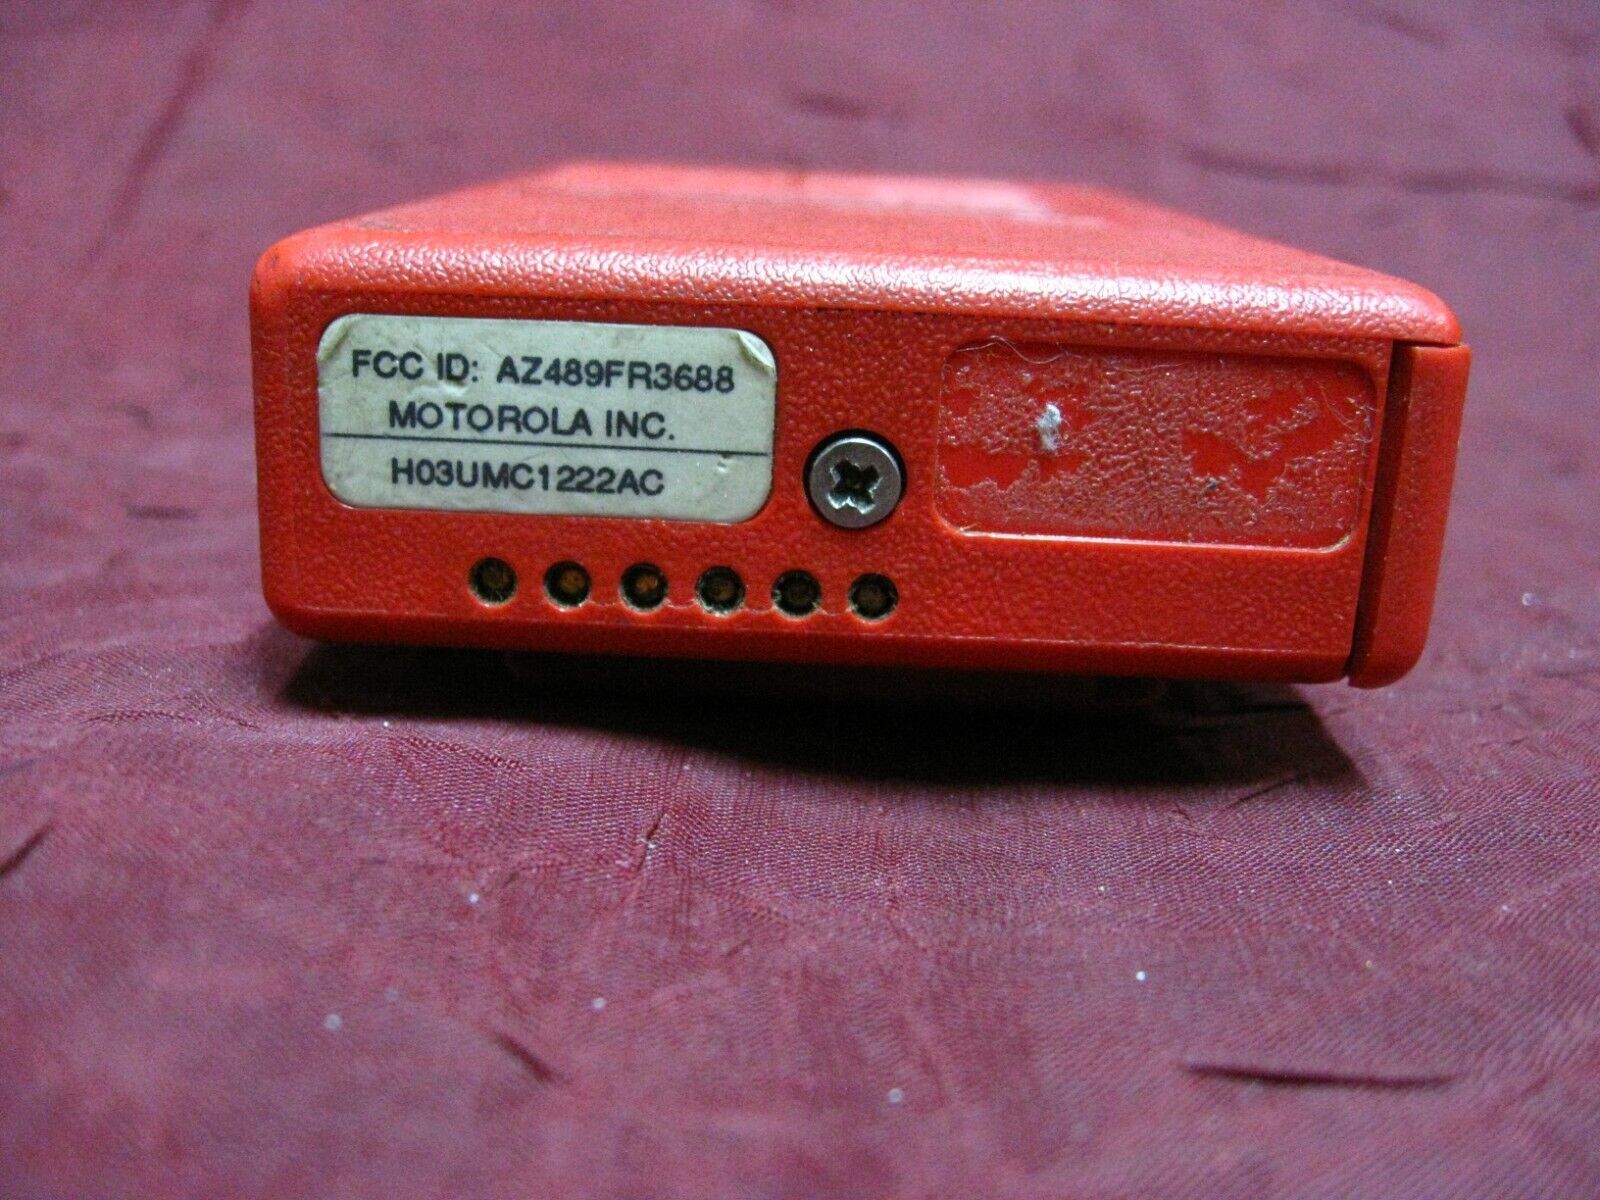 FCC ID: AZ489FR3688
MOTOROLA INC.
H03UMC1222AC